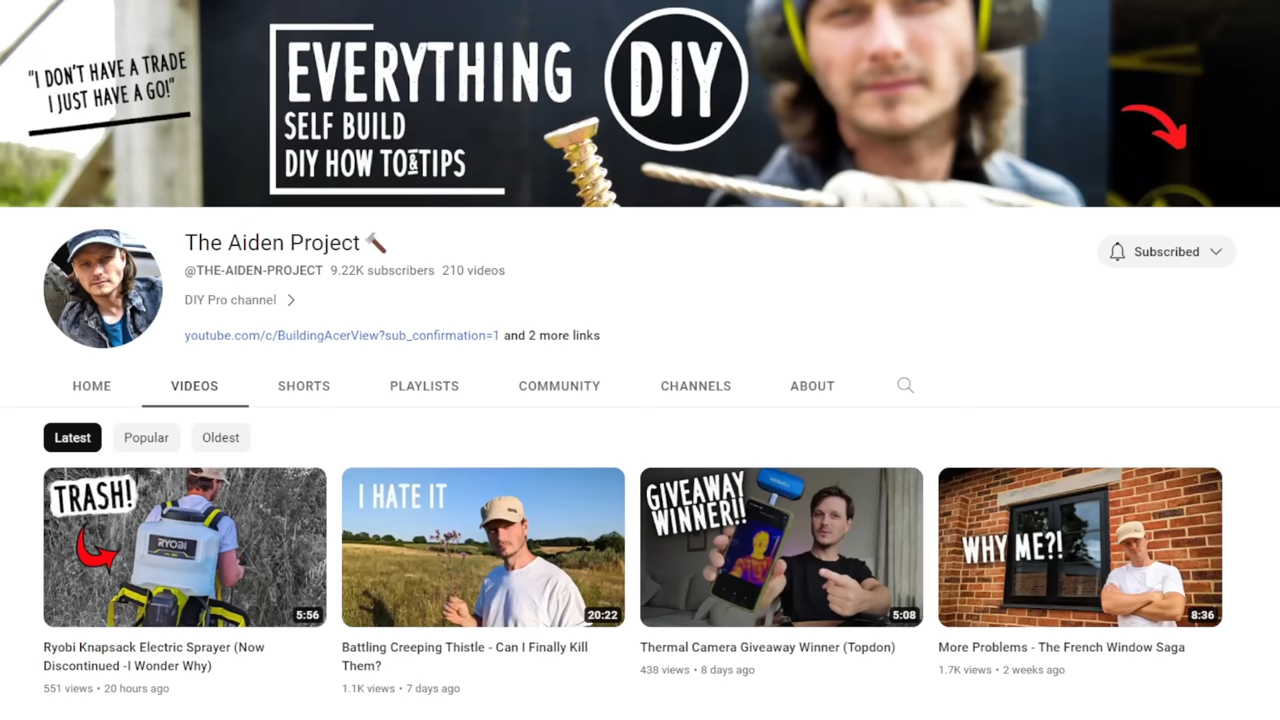 "I DON'T HAVE A TRADE
I JUST HAVE A GO!"
EVERYTHING DIY
SELF BUILD
DIY HOW TO & TIPS
The Aiden Project
@THE-AIDEN-PROJECT 9.22K subscribers 210 videos
Subscribed
DIY Pro channel
youtube.com/c/BuildingAcerView?sub_confirmation=1 and 2 more links
HOME VIDEOS SHORTS PLAYLISTS COMMUNITY CHANNELS ABOUT
Latest Popular Oldest
TRASH!
RYOBI
5:56
Ryobi Knapsack Electric Sprayer (Now
Discontinued -I Wonder Why)
551 views • 20 hours ago
I HATE IT
20:22
Battling Creeping Thistle - Can I Finally Kill
Them?
1.1K views • 7 days ago
GIVEAWAY
WINNER!!
5:08
Thermal Camera Giveaway Winner (Topdon)
438 views • 8 days ago
WHY ME?!
8:36
More Problems - The French Window Saga
1.7K views • 2 weeks ago